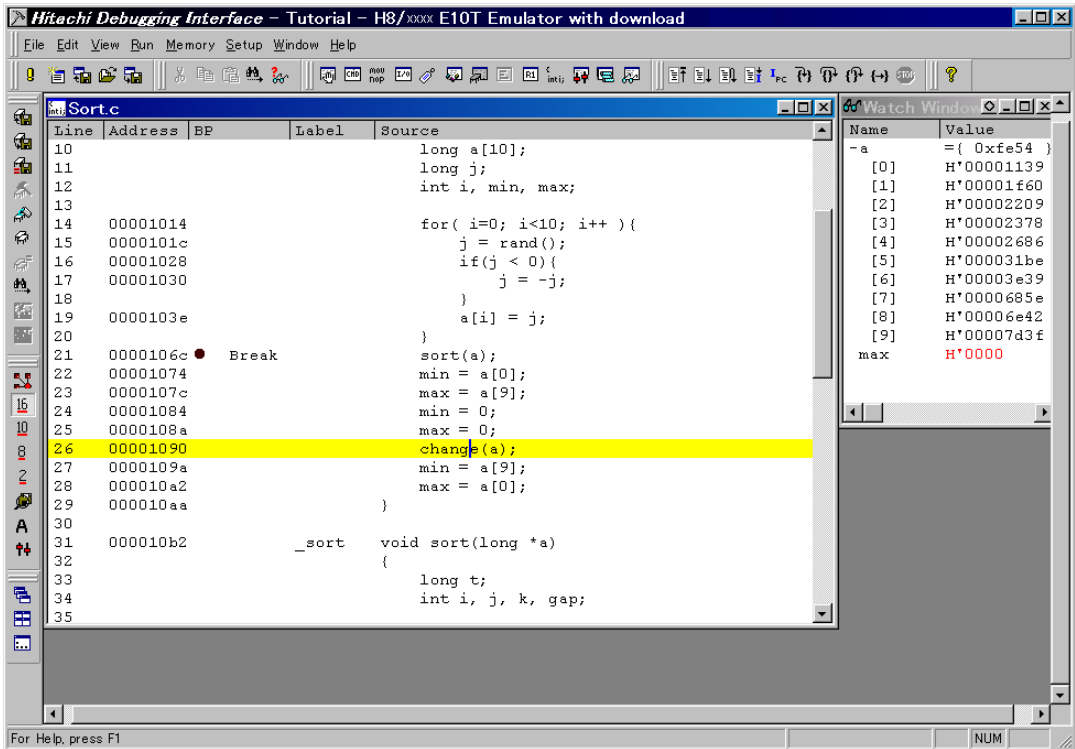 Hitachi Debugging Interface - Tutorial - H8/xxxx E10T Emulator with download
File Edit View Run Memory Setup Window Help
Sort.c
Line Address BP Label Source
10 long a[10];
11 long j;
12 int i, min, max;
13
14 00001014 for( i=0; i<10; i++ ){
15 0000101c j = rand();
16 00001028 if(j < 0){
17 00001030 j = -j;
18 }
19 0000103e a[i] = j;
20 }
21 0000106c Break sort(a);
22 00001074 min = a[0];
23 0000107c max = a[9];
24 00001084 min = 0;
25 0000108a max = 0;
26 00001090 change(a);
27 0000109a min = a[9];
28 000010a2 max = a[0];
29 000010aa }
30
31 000010b2 _sort void sort(long *a)
32 {
33 long t;
34 int i, j, k, gap;
35
Watch Window
Name Value
-a ={ 0xfe54 }
[0] H'00001139
[1] H'00001f60
[2] H'00002209
[3] H'00002378
[4] H'00002686
[5] H'000031be
[6] H'00003e39
[7] H'0000685e
[8] H'00006e42
[9] H'00007d3f
max H'0000
16
10
8
2
A
For Help, press F1
NUM